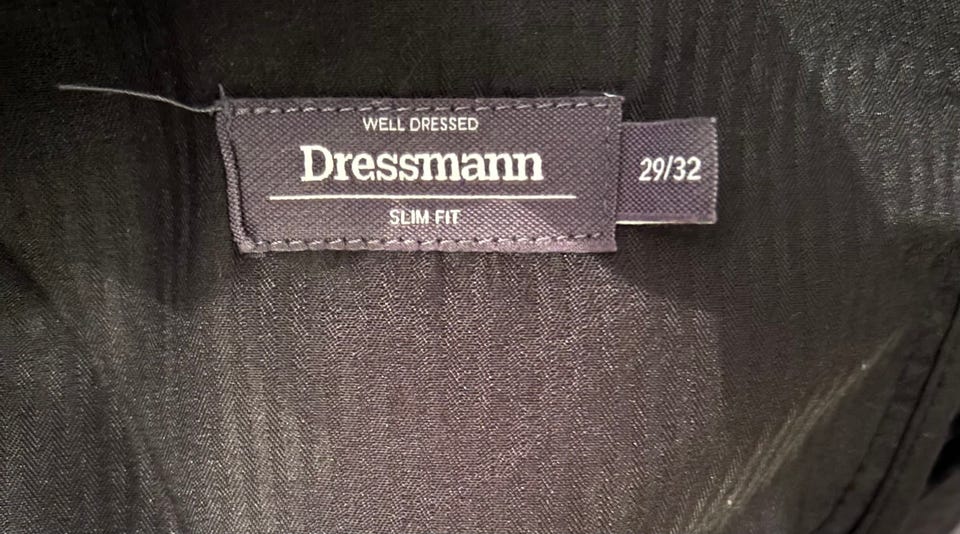 WELL DRESSED
Dressmann
SLIM FIT
29/32